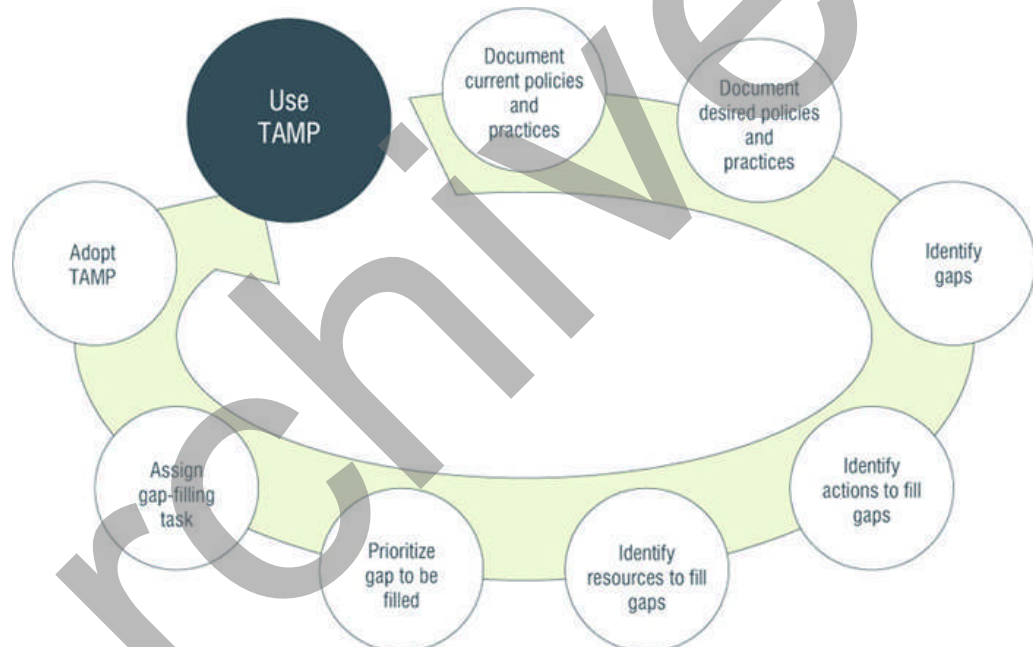 Use
TAMP
Document
current policies
and
practices
Document
desired policies
and
practices
Identify
gaps
Identify
actions to fill
gaps
Identify
resources to fill
gaps
Prioritize
gap to be
filled
Assign
gap-filling
task
Adopt
TAMP
rchive